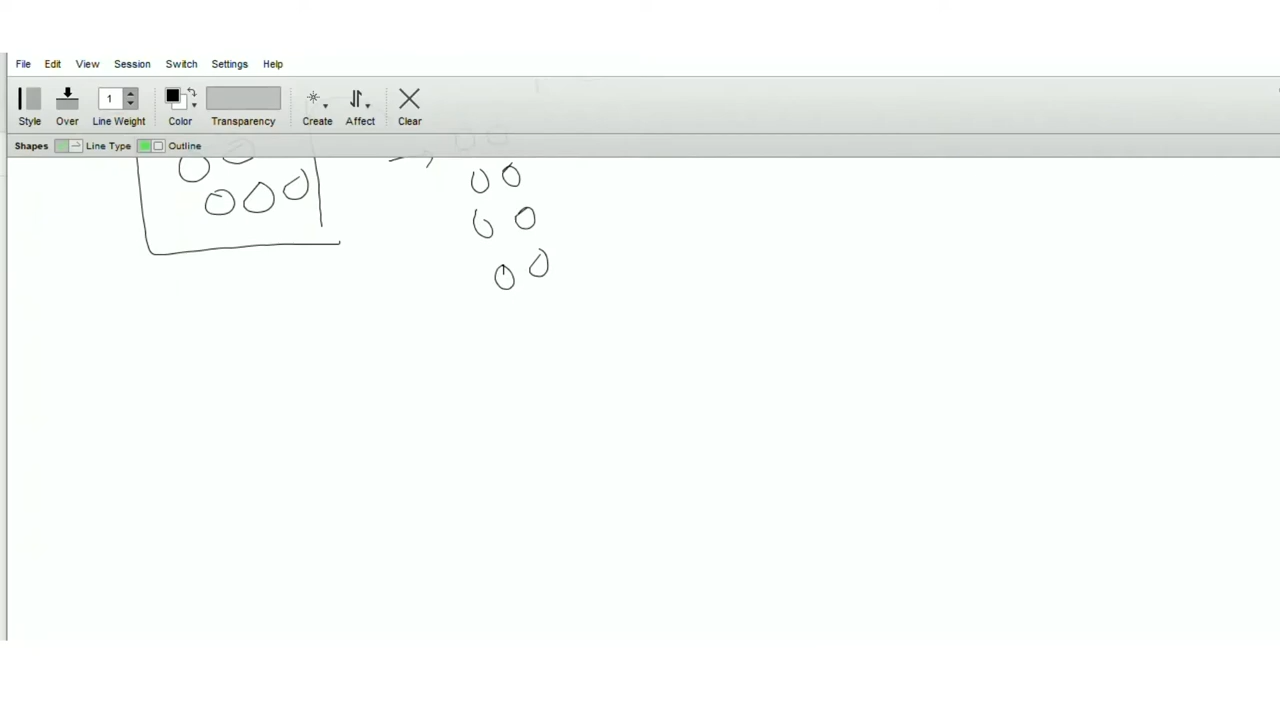 File Edit View Session Switch Settings Help
1
Style Over Line Weight Color Transparency Create Affect Clear
Shapes Line Type Outline